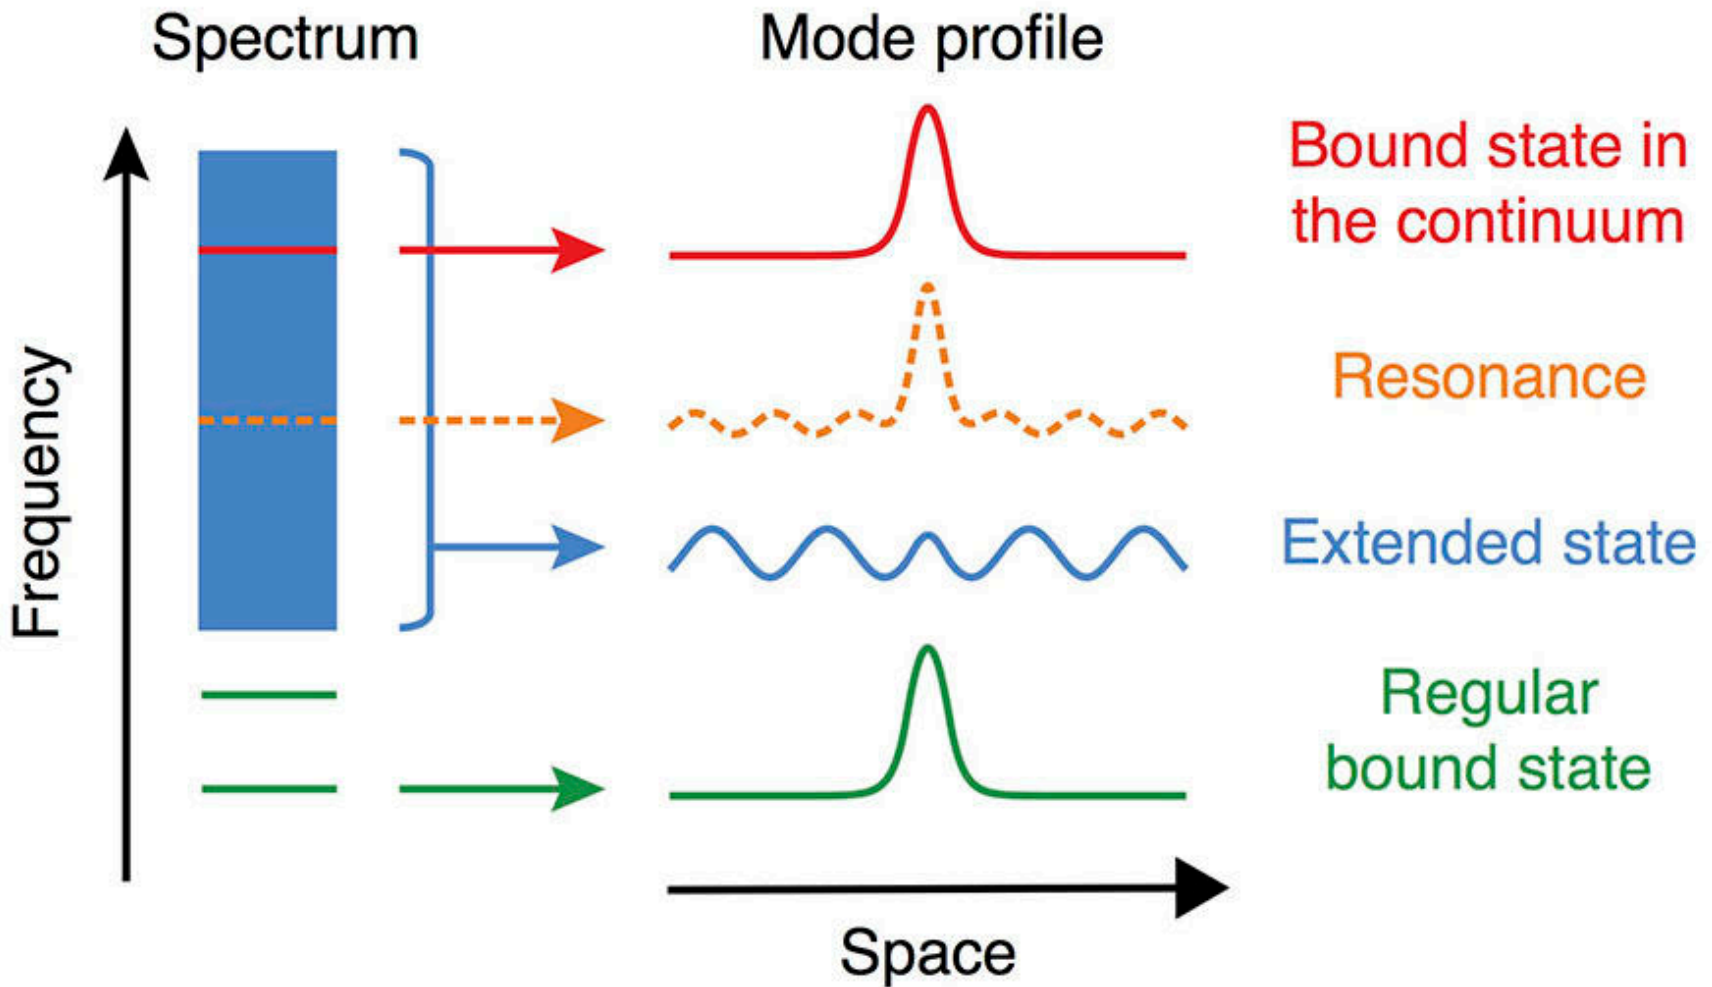 Spectrum
Mode profile
Bound state in
the continuum
Resonance
Extended state
Regular
bound state
Frequency
Space